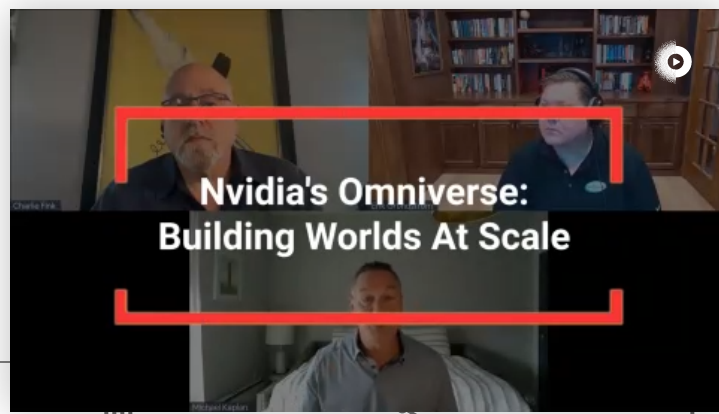 Charlie Fink
Nvidia's Omniverse:
Building Worlds At Scale
Michael Kaplan